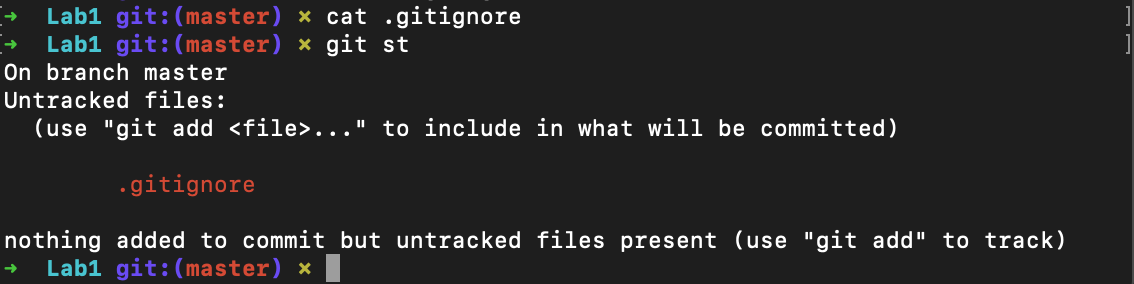 ➜  Lab1 git:(master) ✗ cat .gitignore
➜  Lab1 git:(master) ✗ git st
On branch master
Untracked files:
  (use "git add <file>..." to include in what will be committed)

        .gitignore

nothing added to commit but untracked files present (use "git add" to track)
➜  Lab1 git:(master) ✗